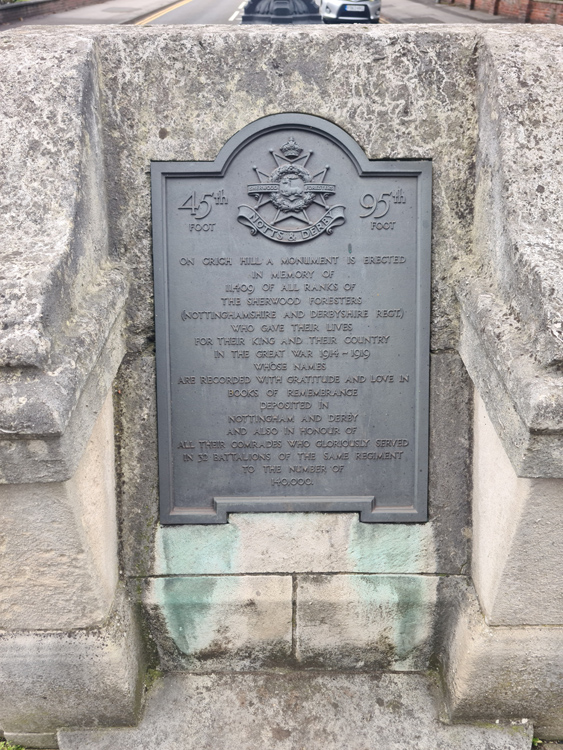 45th
FOOT
SHERWOOD FORESTERS
NOTTS & DERBY
95th
FOOT
ON CRICH HILL A MONUMENT IS ERECTED
IN MEMORY OF
11,409 OF ALL RANKS OF
THE SHERWOOD FORESTERS
(NOTTINGHAMSHIRE AND DERBYSHIRE REGT.)
WHO GAVE THEIR LIVES
FOR THEIR KING AND THEIR COUNTRY
IN THE GREAT WAR 1914-1919
WHOSE NAMES
ARE RECORDED WITH GRATITUDE AND LOVE IN
BOOKS OF REMEMBRANCE
DEPOSITED IN
NOTTINGHAM AND DERBY
AND ALSO IN HONOUR OF
ALL THEIR COMRADES WHO GLORIOUSLY SERVED
IN 32 BATTALIONS OF THE SAME REGIMENT
TO THE NUMBER OF
140,000.